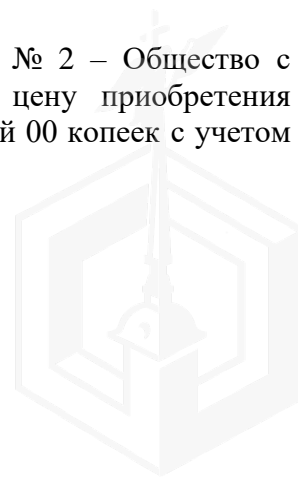 № 2 – Общество с
цену приобретения
й 00 копеек с учетом